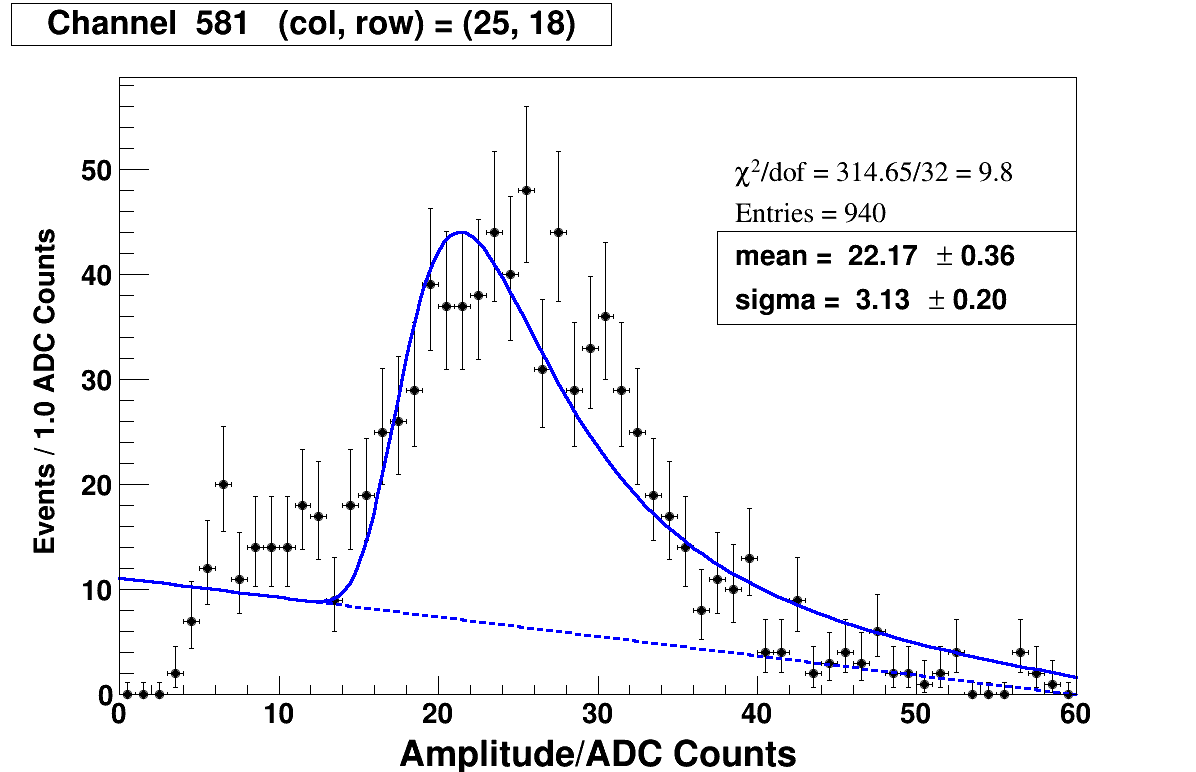 Channel 581 (col, row) = (25, 18)
χ²/dof = 314.65/32 = 9.8
Entries = 940
mean = 22.17 ± 0.36
sigma = 3.13 ± 0.20
Events / 1.0 ADC Counts
50
40
30
20
10
0
0 10 20 30 40 50 60
Amplitude/ADC Counts